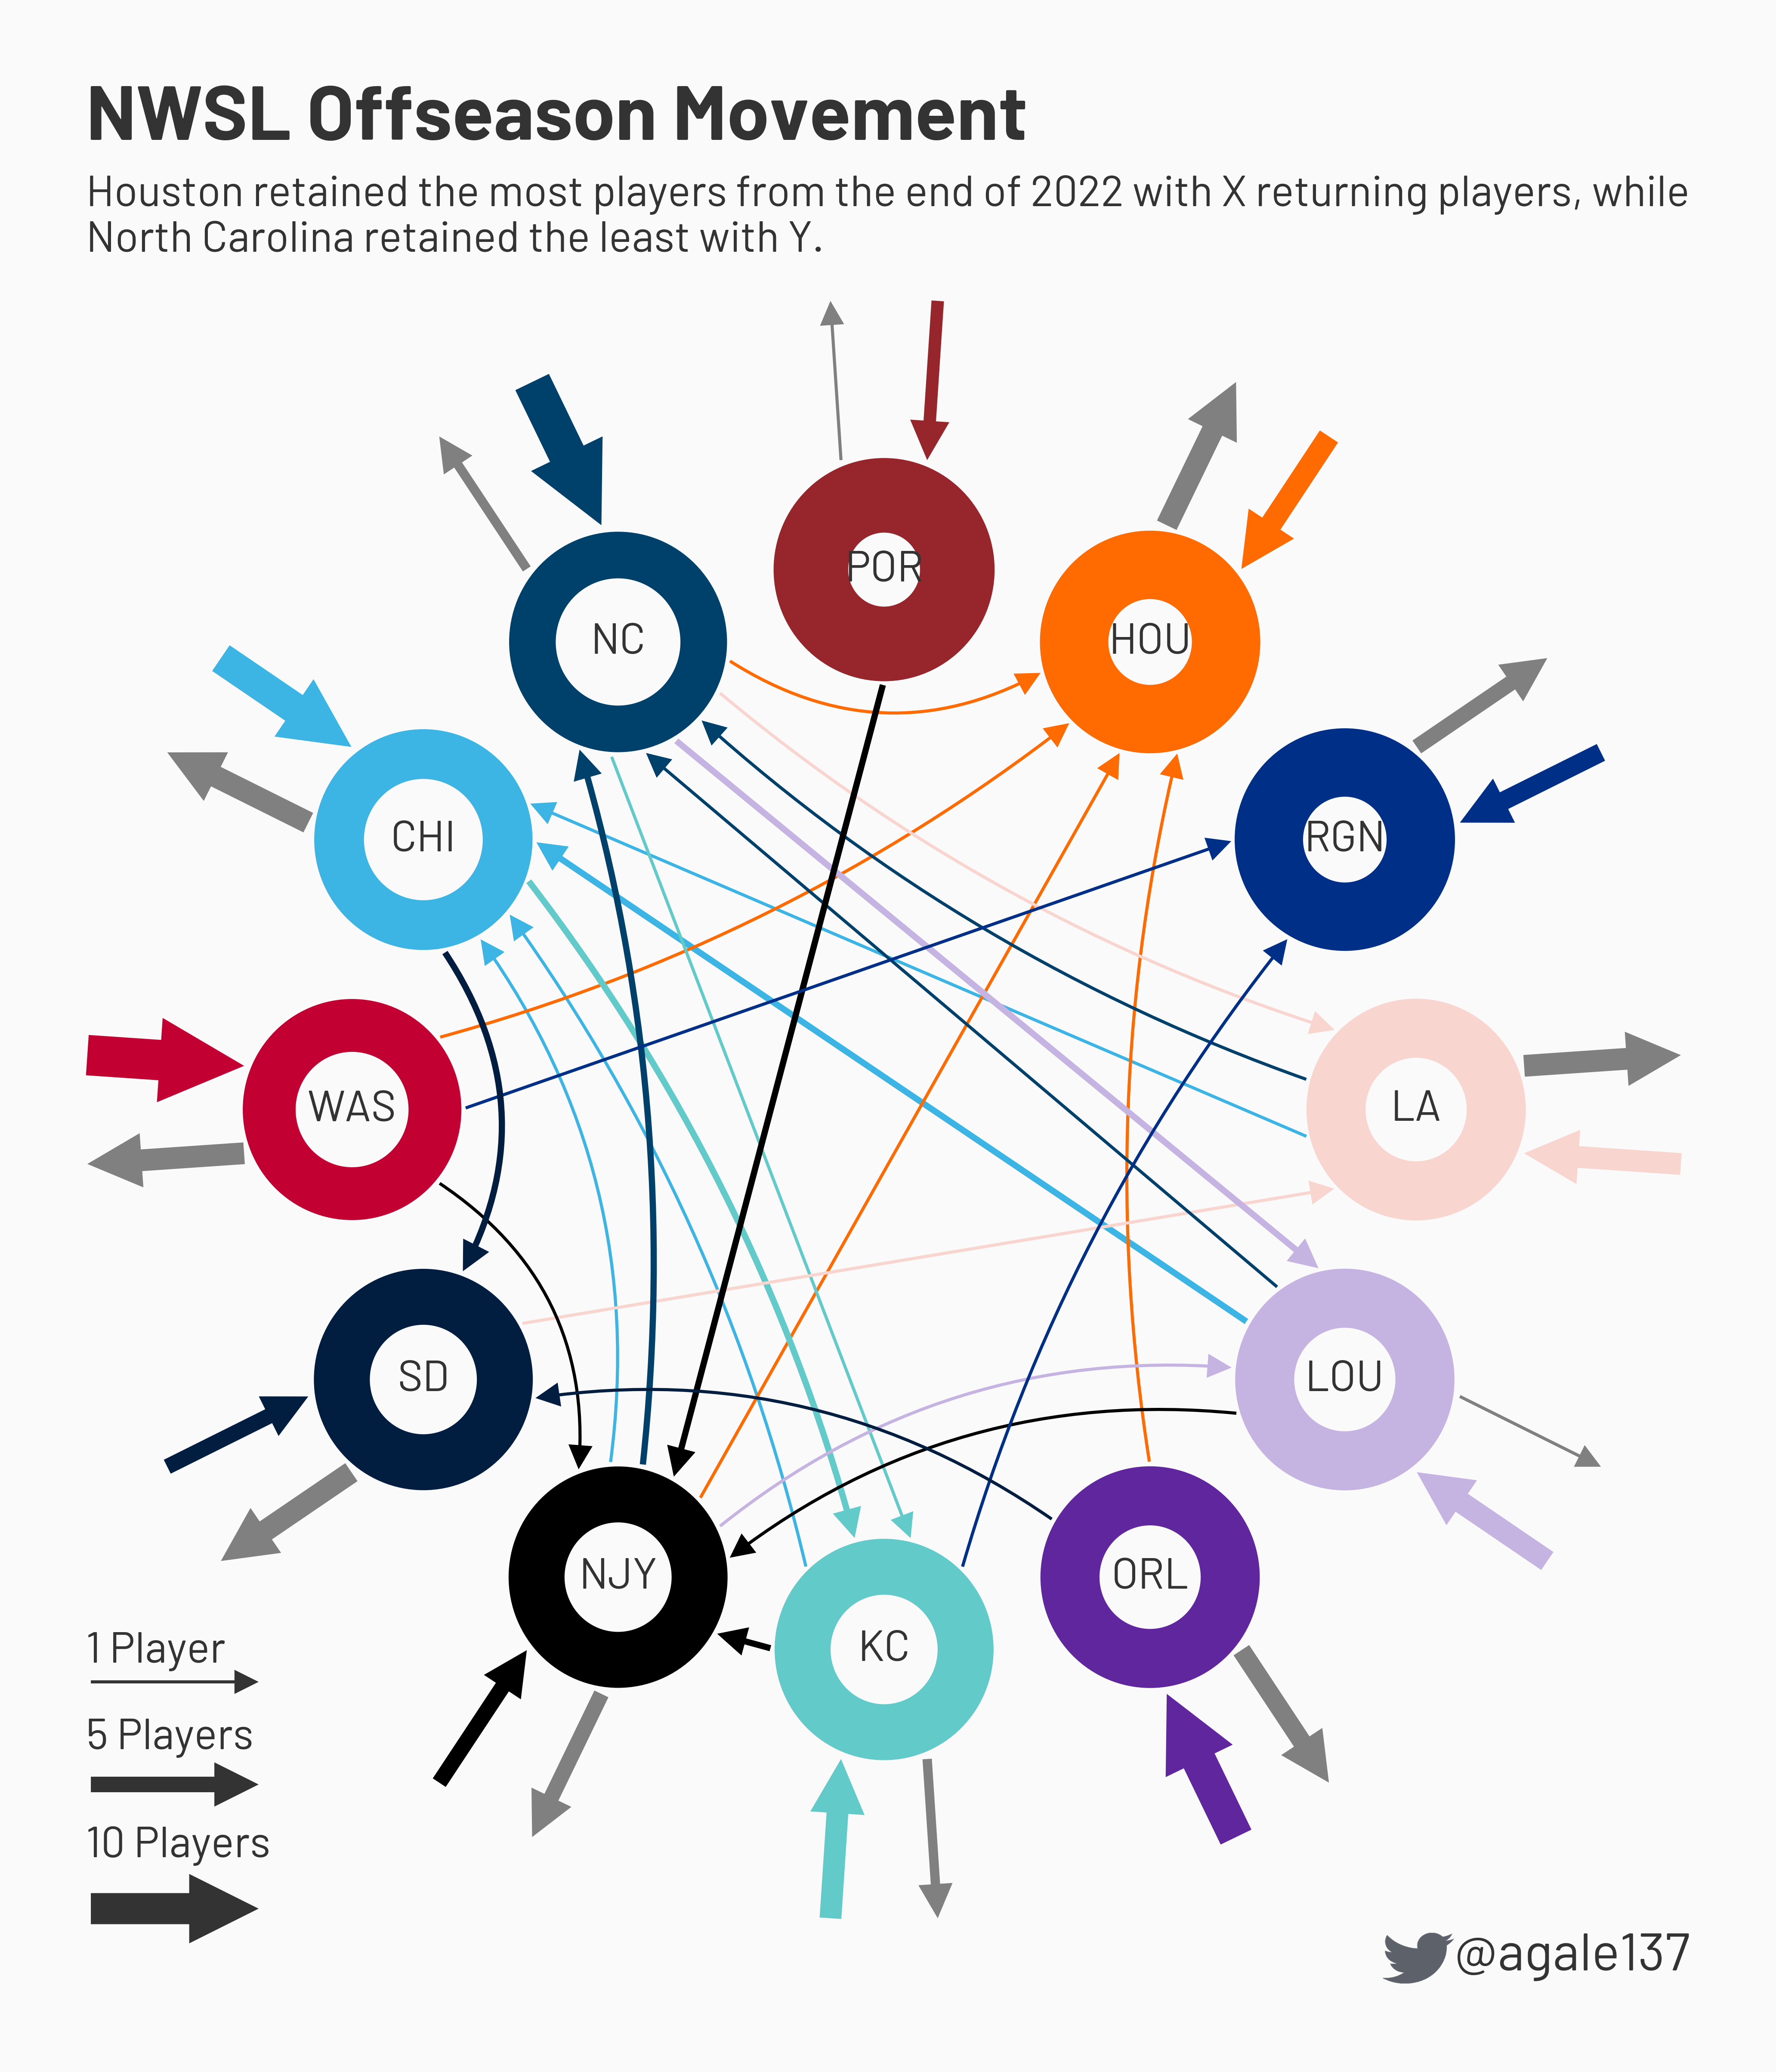 NWSL Offseason Movement
Houston retained the most players from the end of 2022 with X returning players, while
North Carolina retained the least with Y.
POR
NC
HOU
CHI
RGN
WAS
LA
SD
LOU
NJY
ORL
KC
1 Player
5 Players
10 Players
@agale137